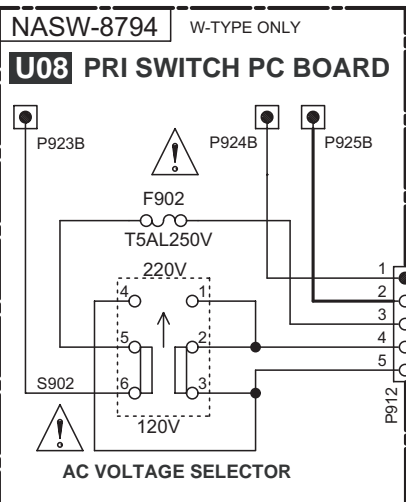 NASW-8794 W-TYPE ONLY
U08 PRI SWITCH PC BOARD
P923B
P924B
P925B
F902
T5AL250V
220V
4 1
5 2
S902 6 3
120V
1
2
3
4
5
P912
AC VOLTAGE SELECTOR